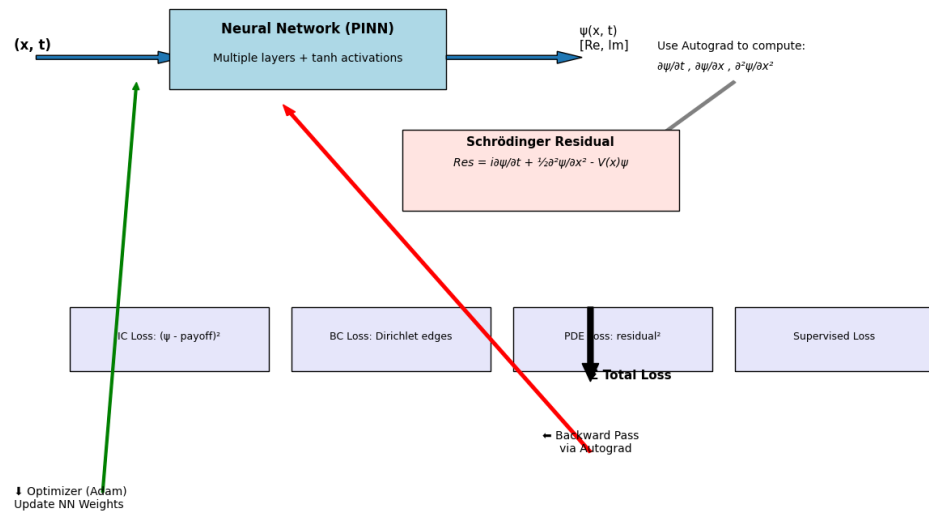 Neural Network (PINN)
(x, t)
Multiple layers + tanh activations
ψ(x, t)
[Re, Im]
Use Autograd to compute:
∂ψ/∂t , ∂ψ/∂x , ∂²ψ/∂x²
Schrödinger Residual
Res = i∂ψ/∂t + ½∂²ψ/∂x² - V(x)ψ
IC Loss: (ψ - payoff)²
BC Loss: Dirichlet edges
PDE Loss: residual²
Supervised Loss
Total Loss
⬅ Backward Pass
via Autograd
⬇ Optimizer (Adam)
Update NN Weights